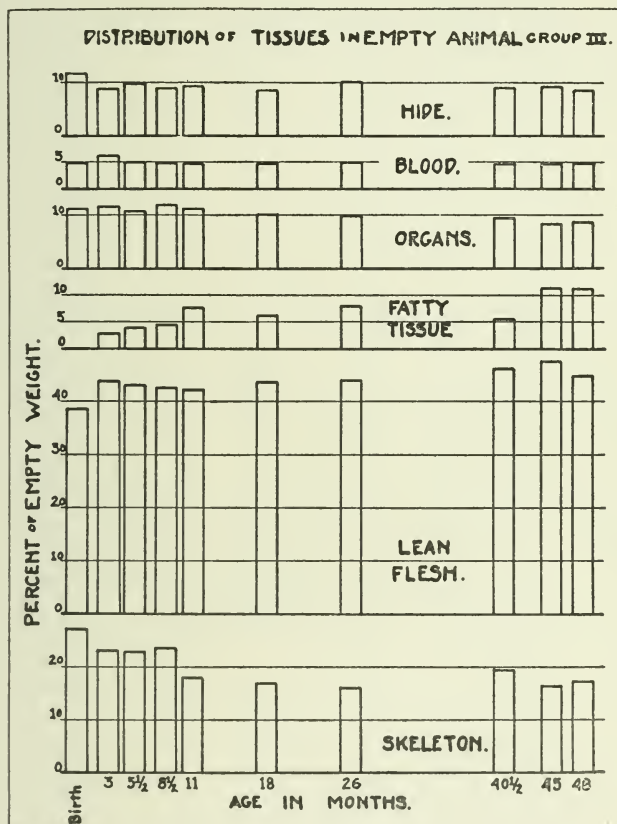 DISTRIBUTION OF TISSUES IN EMPTY ANIMAL GROUP III.
10
0
HIDE.
5
0
BLOOD.
10
0
ORGANS.
10
5
0
FATTY
TISSUE
40
30
20
10
0
LEAN
FLESH.
20
10
0
SKELETON.
PERCENT OF EMPTY WEIGHT.
Birth 3 5½ 8½ 11 18 26 40½ 45 48
AGE IN MONTHS.